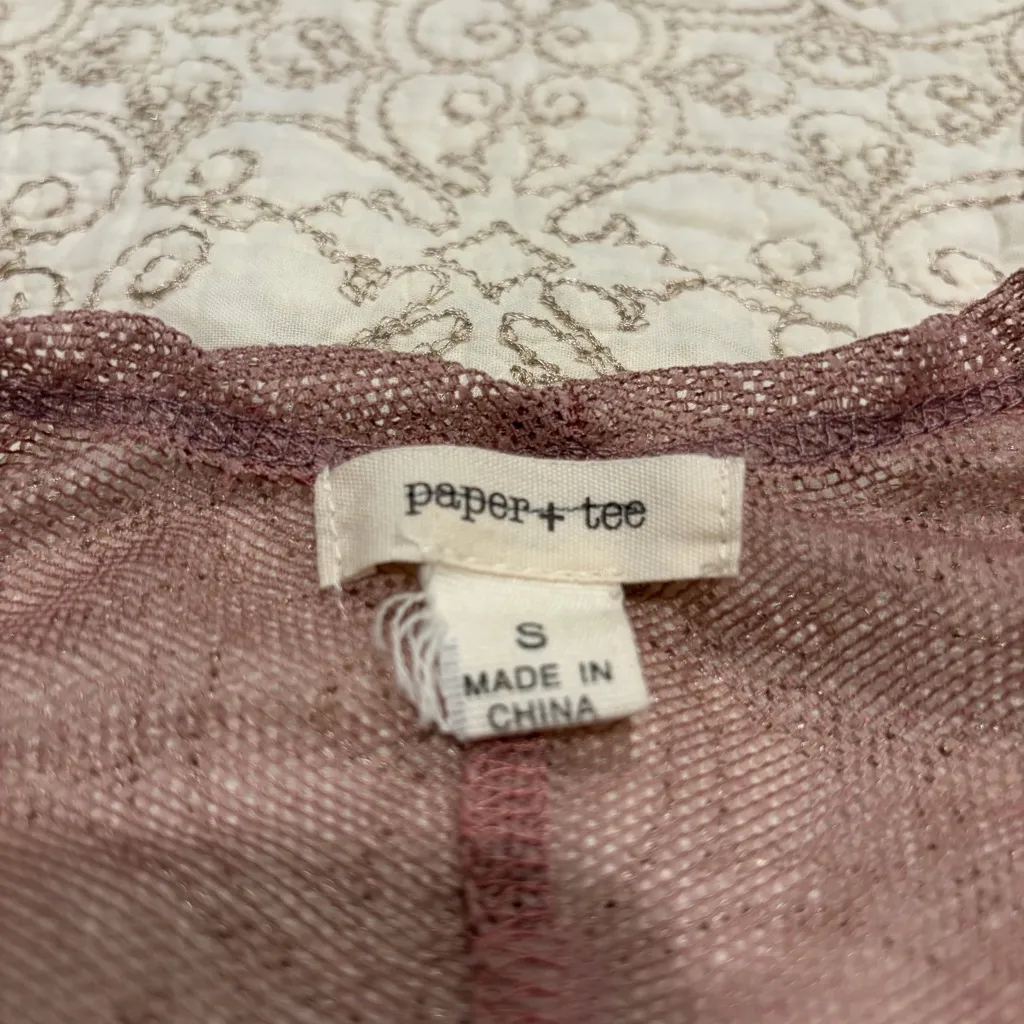 paper + tee
S
MADE IN
CHINA